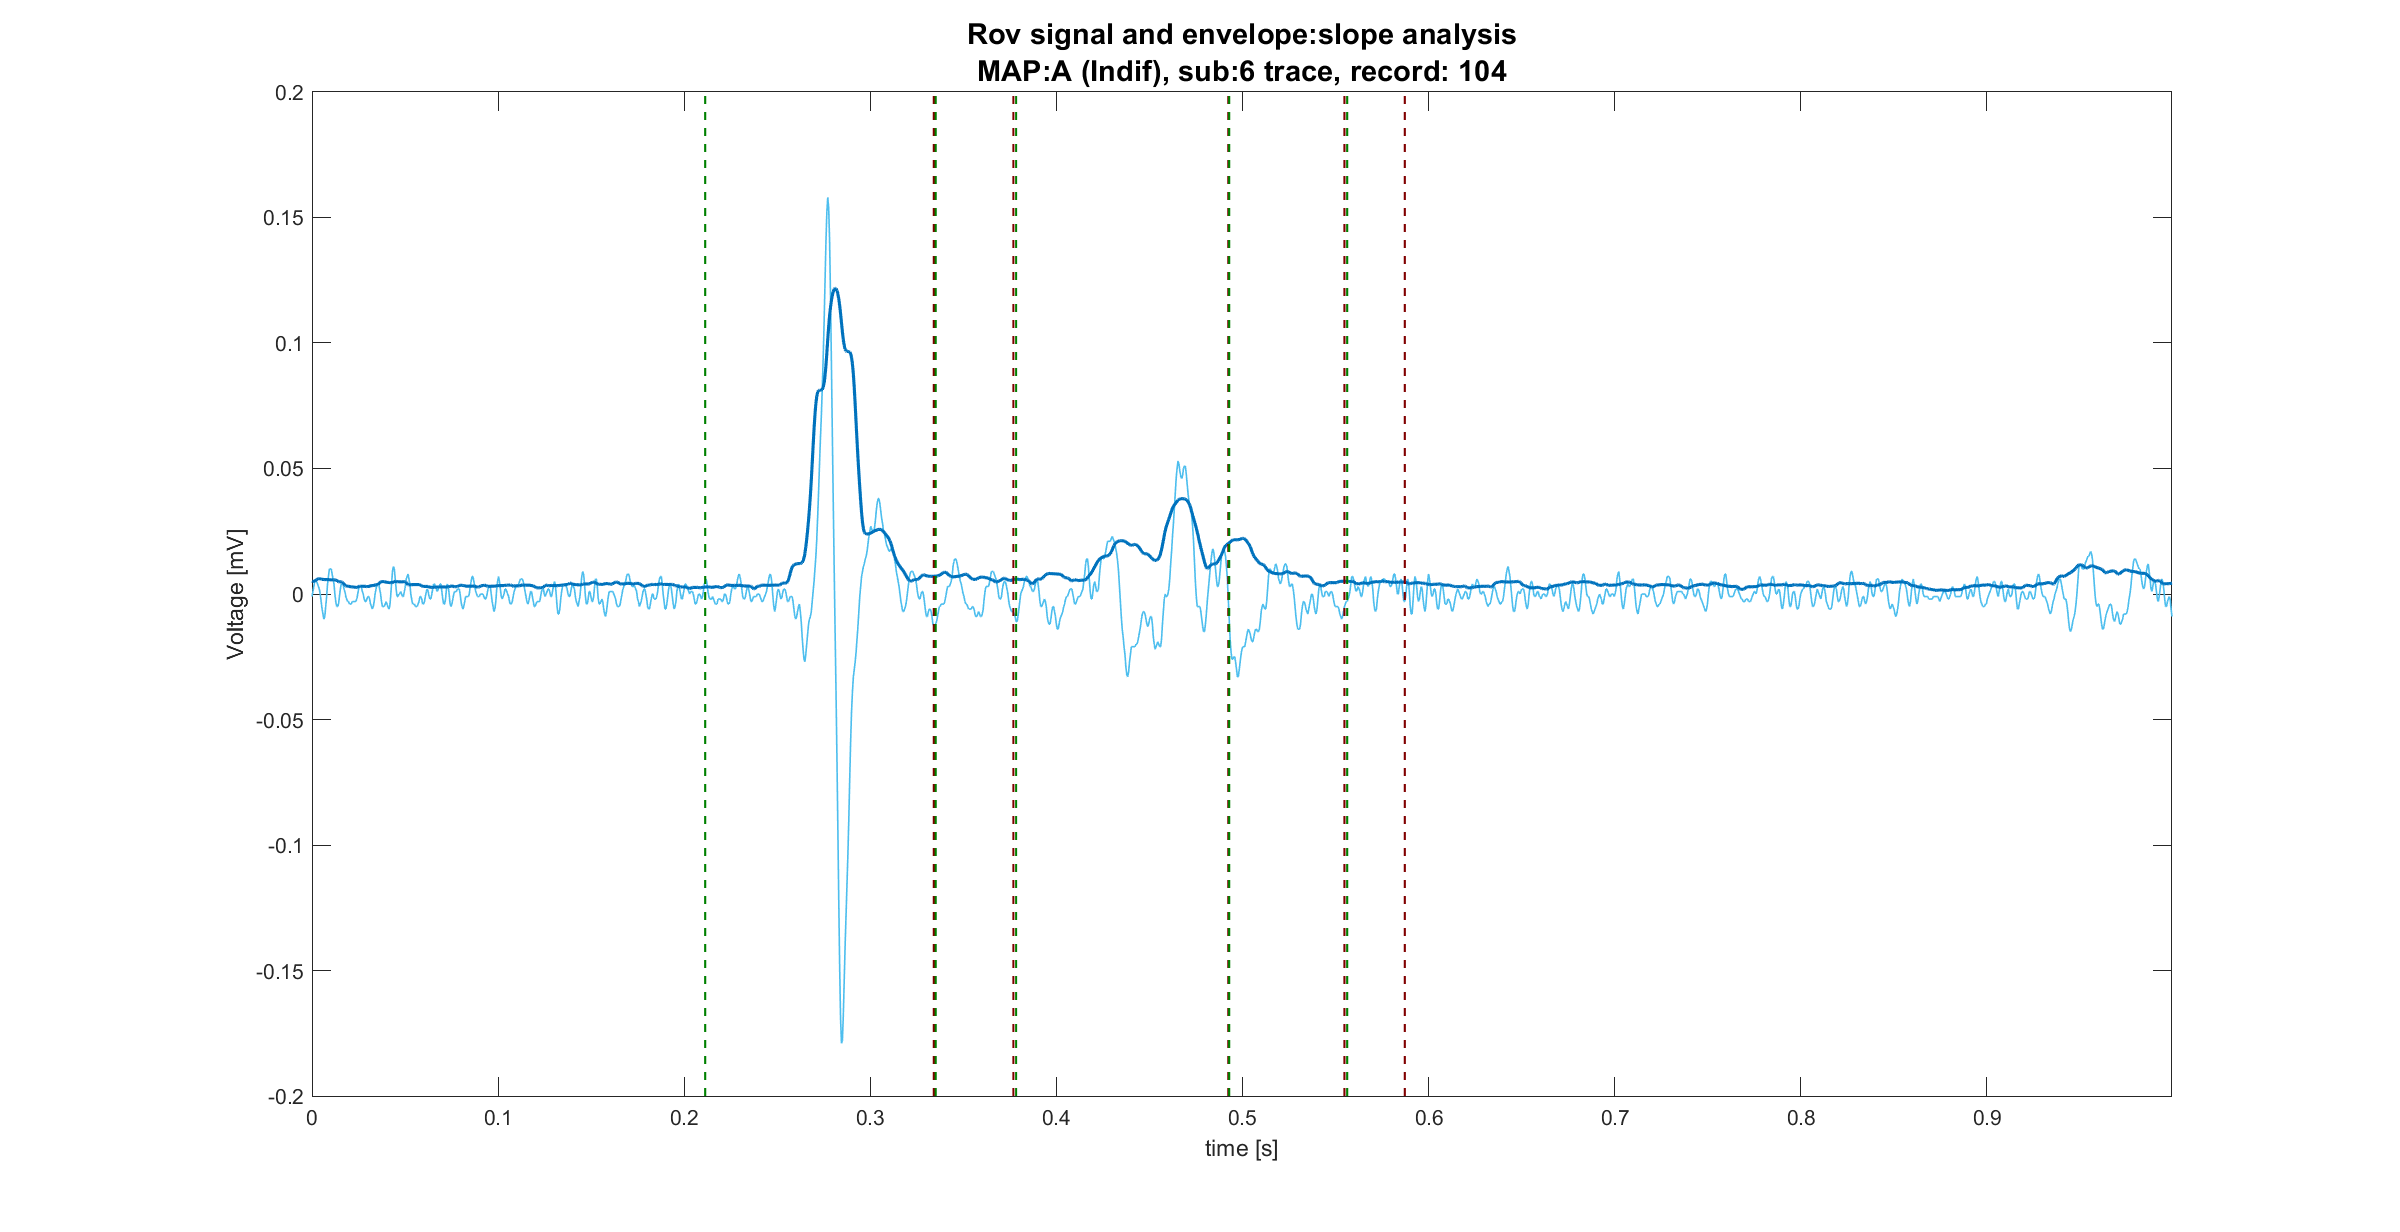 Rov signal and envelope:slope analysis
MAP:A (Indif), sub:6 trace, record: 104
0.2
0.15
0.1
0.05
0
-0.05
-0.1
-0.15
-0.2
Voltage [mV]
0 0.1 0.2 0.3 0.4 0.5 0.6 0.7 0.8 0.9
time [s]